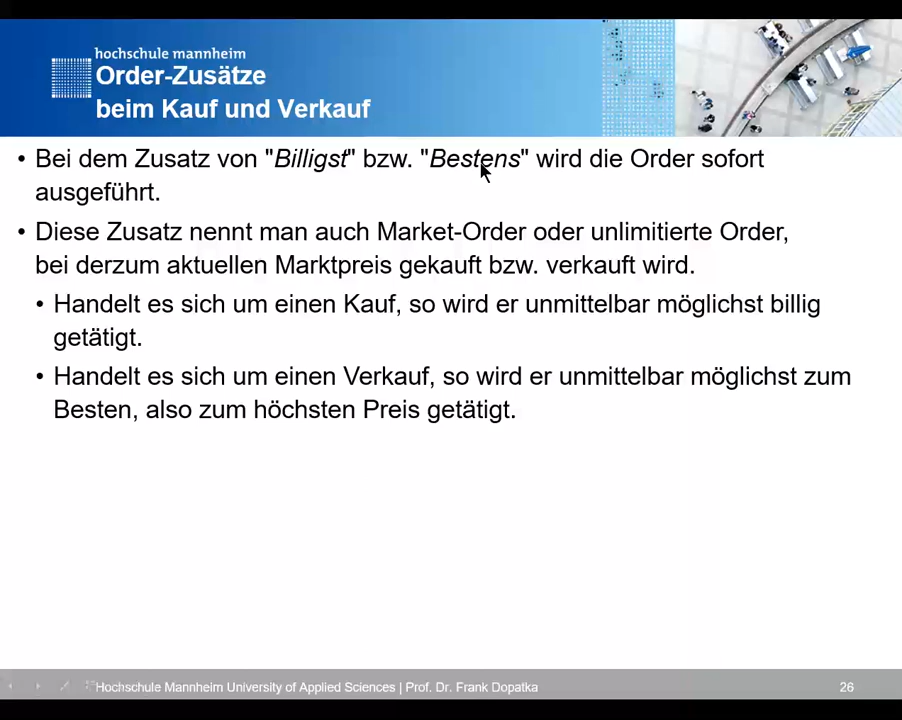 hochschule mannheim
Order-Zusätze
beim Kauf und Verkauf
• Bei dem Zusatz von "Billigst" bzw. "Bestens" wird die Order sofort
ausgeführt.
• Diese Zusatz nennt man auch Market-Order oder unlimitierte Order,
bei derzum aktuellen Marktpreis gekauft bzw. verkauft wird.
• Handelt es sich um einen Kauf, so wird er unmittelbar möglichst billig
getätigt.
• Handelt es sich um einen Verkauf, so wird er unmittelbar möglichst zum
Besten, also zum höchsten Preis getätigt.
Hochschule Mannheim University of Applied Sciences | Prof. Dr. Frank Dopatka
26